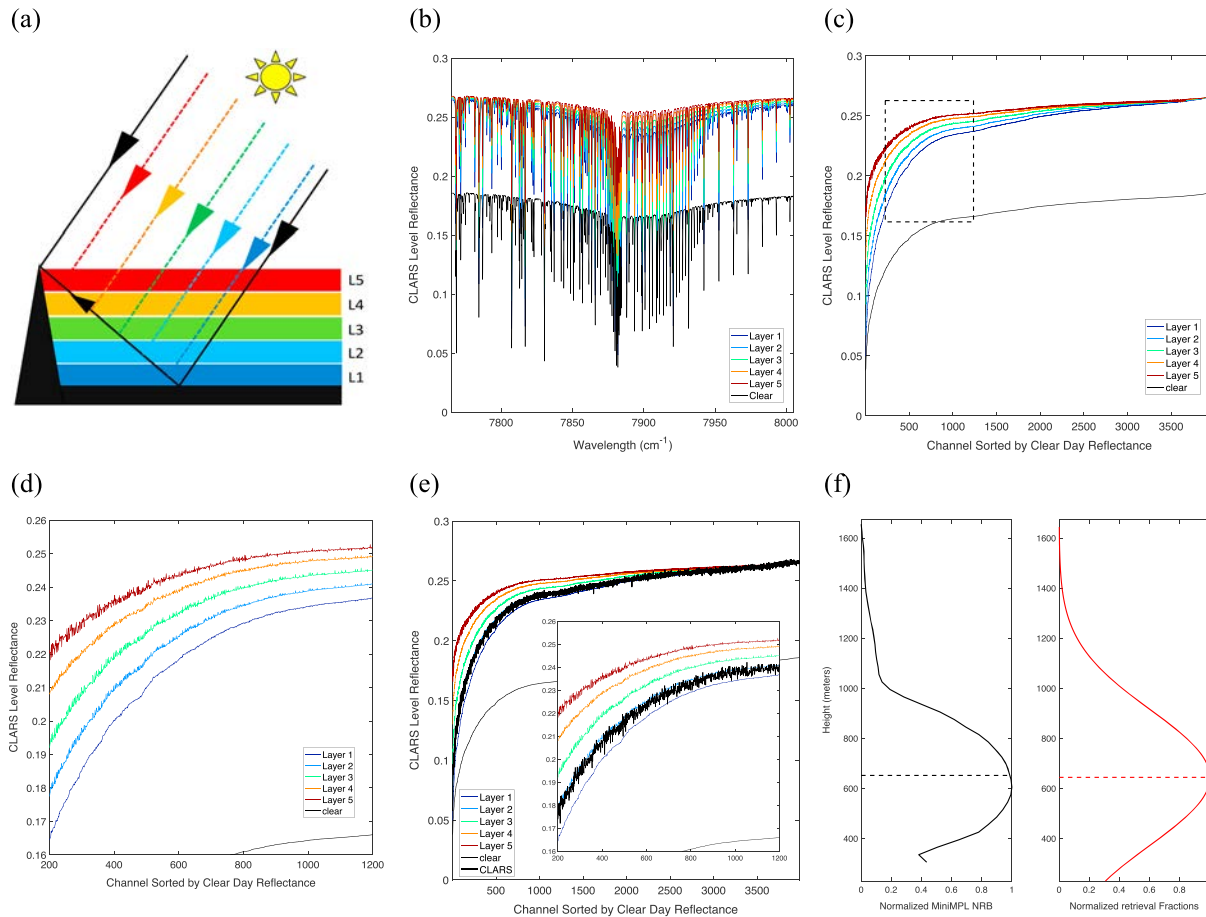 (a)
L5
L4
L3
L2
L1
(b)
0.3
0.25
0.2
0.15
0.1
0.05
0
CLARS Level Reflectance
7800
7850
7900
7950
8000
Wavelength (cm-1)
Layer 1
Layer 2
Layer 3
Layer 4
Layer 5
Clear
(c)
0.3
0.25
0.2
0.15
0.1
0.05
0
CLARS Level Reflectance
500
1000
1500
2000
2500
3000
3500
Channel Sorted by Clear Day Reflectance
Layer 1
Layer 2
Layer 3
Layer 4
Layer 5
clear
(d)
0.26
0.25
0.24
0.23
0.22
0.21
0.2
0.19
0.18
0.17
0.16
CLARS Level Reflectance
200
400
600
800
1000
1200
Channel Sorted by Clear Day Reflectance
Layer 1
Layer 2
Layer 3
Layer 4
Layer 5
clear
(e)
0.3
0.25
0.2
0.15
0.1
0.05
0
CLARS Level Reflectance
500
1000
1500
2000
2500
3000
3500
Channel Sorted by Clear Day Reflectance
Layer 1
Layer 2
Layer 3
Layer 4
Layer 5
clear
CLARS
0.26
0.25
0.24
0.23
0.22
0.21
0.2
0.19
0.18
0.17
0.16
200
400
600
800
1000
1200
(f)
1600
1400
1200
1000
800
600
400
Height (meters)
0
0.2
0.4
0.6
0.8
1
Normalized MiniMPL NRB
1600
1400
1200
1000
800
600
400
0
0.2
0.4
0.6
0.8
Normalized retrieval Fractions